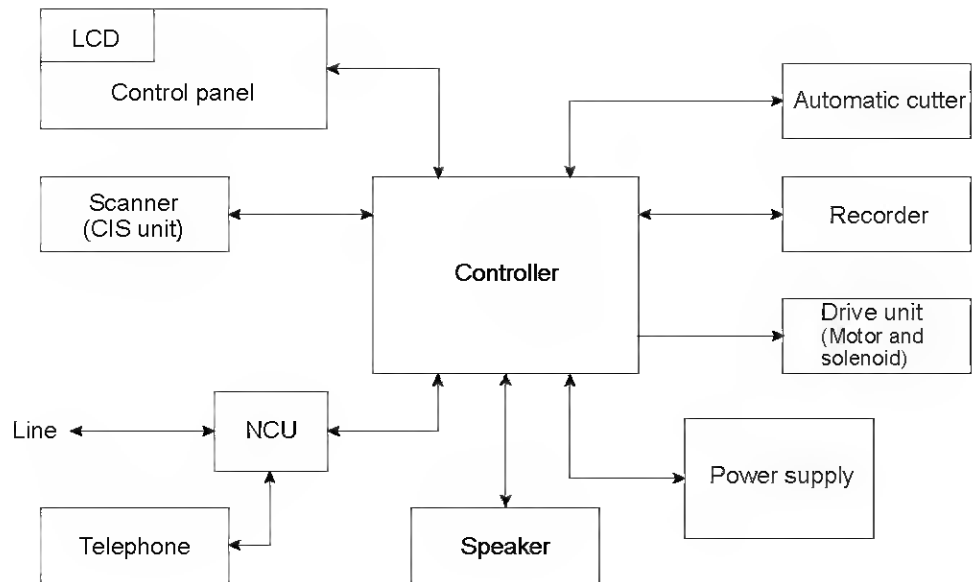 LCD
Control panel
Automatic cutter
Scanner
(CIS unit)
Recorder
Controller
Drive unit
(Motor and
solenoid)
Line
NCU
Power supply
Telephone
Speaker